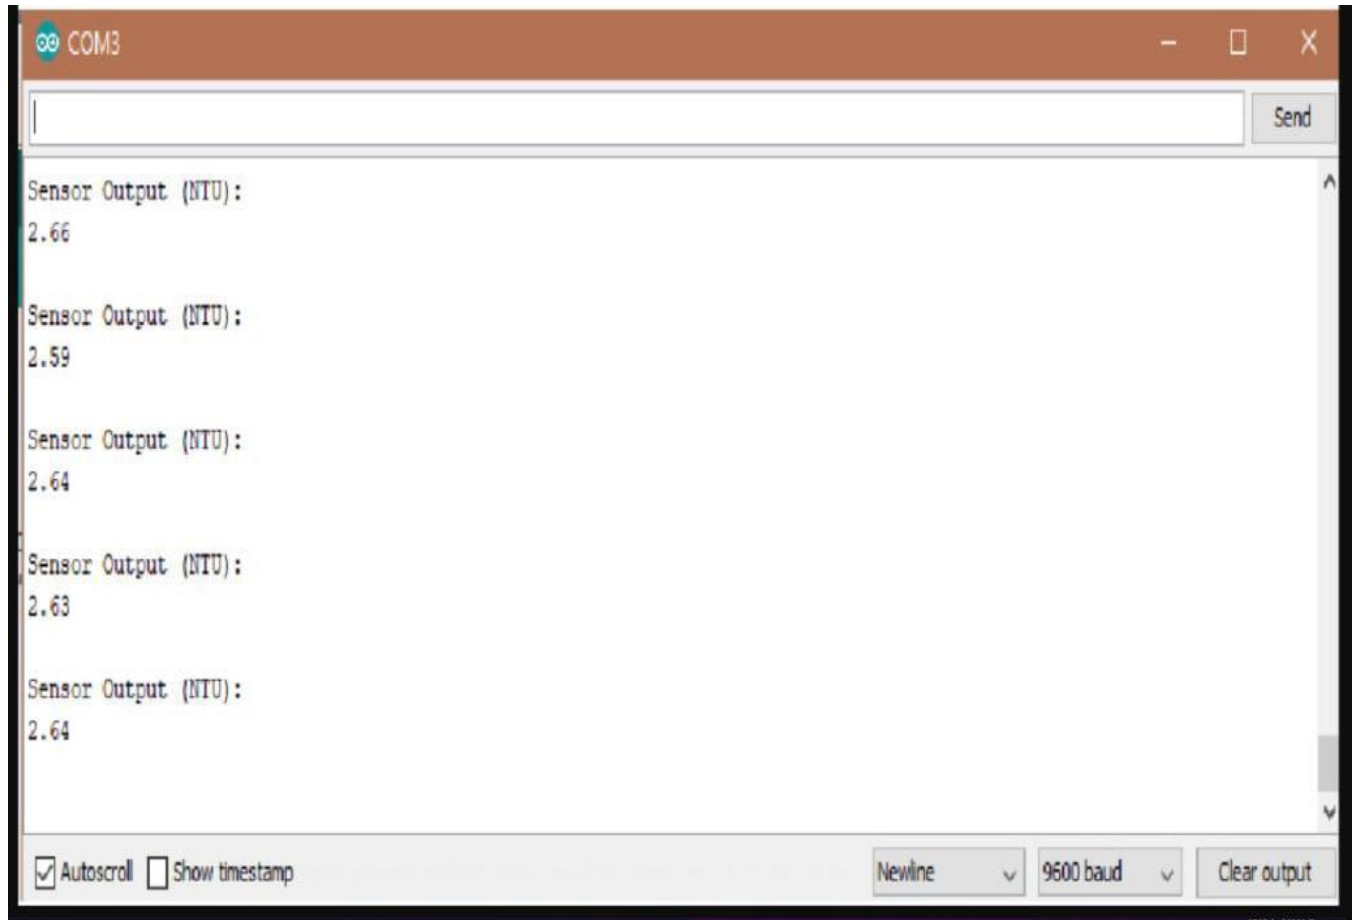 COM3
Send
Sensor Output (NTU):
2.66
Sensor Output (NTU):
2.59
Sensor Output (NTU):
2.64
Sensor Output (NTU):
2.63
Sensor Output (NTU):
2.64
Autoscroll Show timestamp Newline 9600 baud Clear output